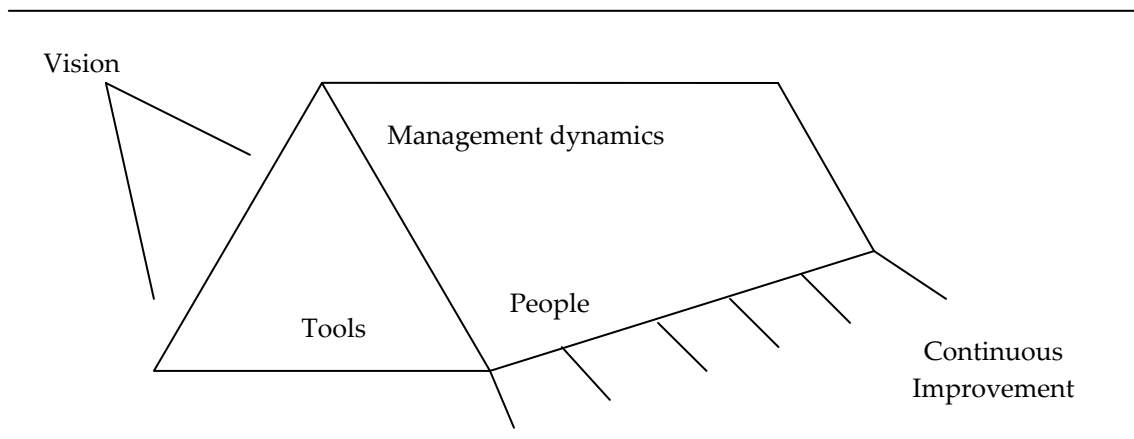 Vision
Management dynamics
People
Tools
Continuous
Improvement